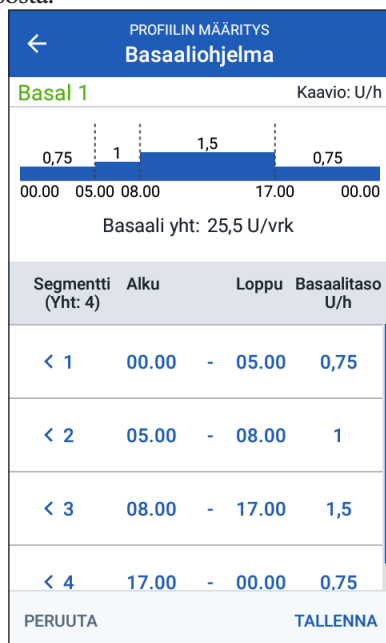 PROFIILIN MÄÄRITYS
Basaaliohjelma
Basal 1 Kaavio: U/h
0,75 1 1,5 0,75
00.00 05.00 08.00 17.00 00.00
Basaali yht: 25,5 U/vrk
Segmentti Alku Loppu Basaalitaso
(Yht: 4) U/h
< 1 00.00 - 05.00 0,75
< 2 05.00 - 08.00 1
< 3 08.00 - 17.00 1,5
< 4 17.00 - 00.00 0,75
PERUUTA TALLENNA